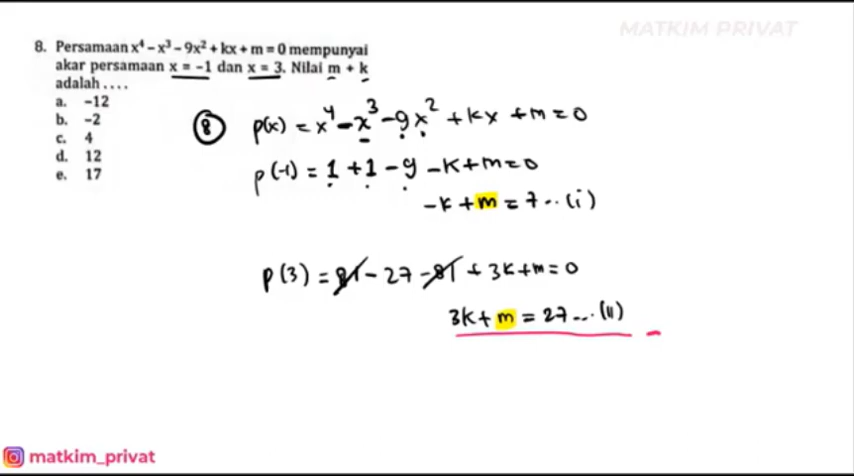 MATKIM PRIVAT
8. Persamaan x⁴ – x³ – 9x² + kx + m = 0 mempunyai
akar persamaan x = –1 dan x = 3. Nilai m + k
adalah ....
a. –12
b. –2
c. 4
d. 12
e. 17
⑧ p(x) = x⁴ – x³ – 9x² + kx + m = 0
p(-1) = 1 + 1 – 9 – k + m = 0
–k + m = 7 ... (i)
p(3) = 81 – 27 – 81 + 3k + m = 0
3k + m = 27 ... (ii)
matkim_privat